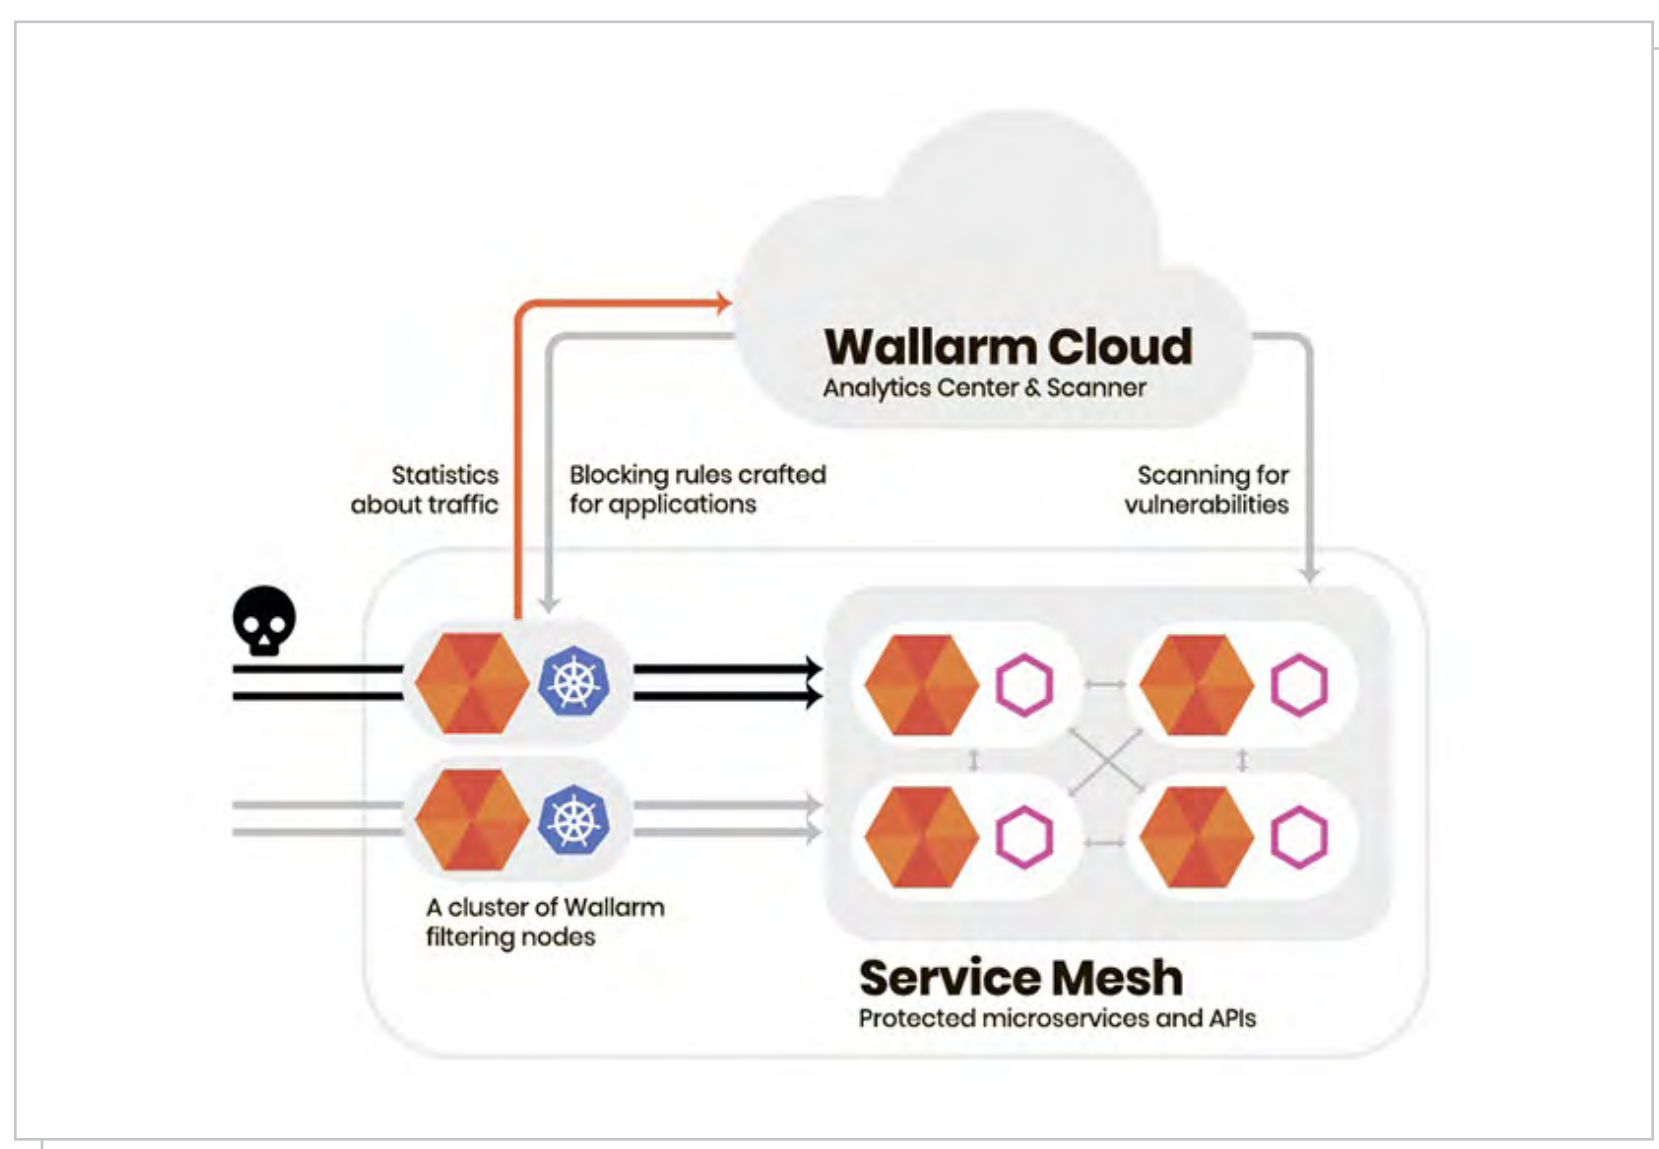 Wallarm Cloud
Analytics Center & Scanner
Statistics
about traffic
Blocking rules crafted
for applications
Scanning for
vulnerabilities
A cluster of Wallarm
filtering nodes
Service Mesh
Protected microservices and APIs